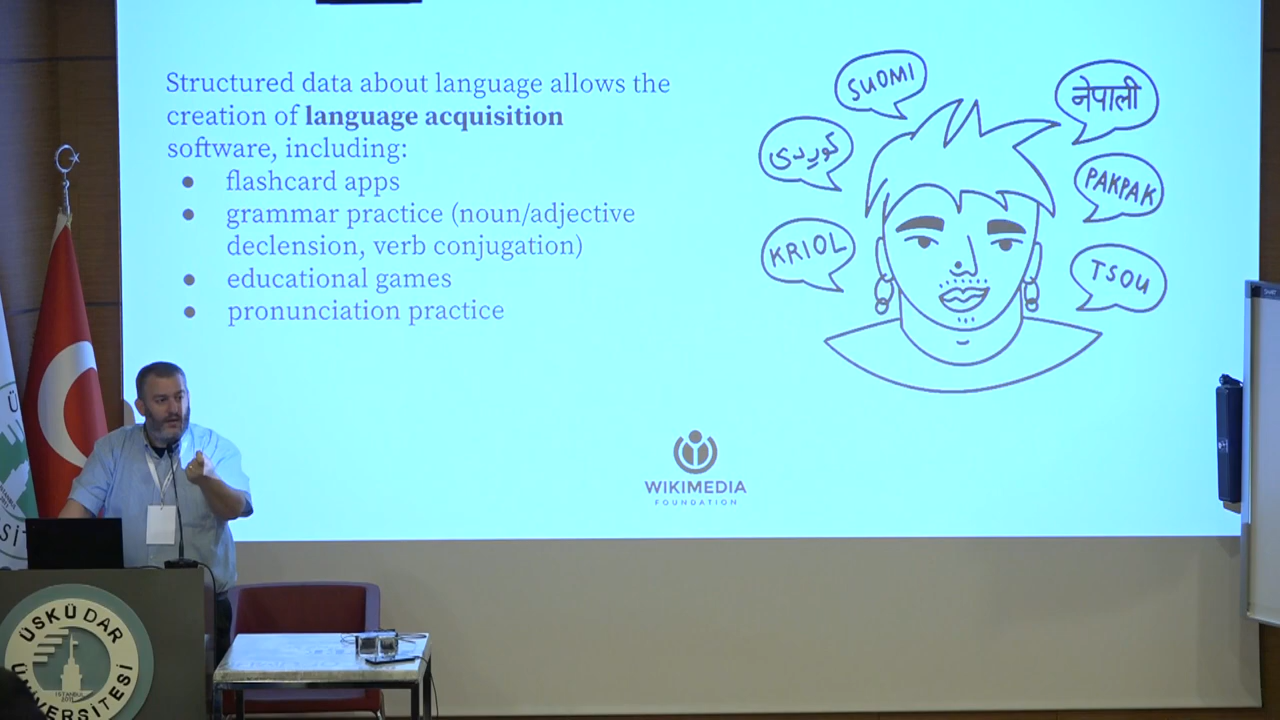 Structured data about language allows the
creation of language acquisition
software, including:
● flashcard apps
● grammar practice (noun/adjective
declension, verb conjugation)
● educational games
● pronunciation practice
SUOMI
नेपाली
کوردی
PAKPAK
KRIOL
TSOU
WIKIMEDIA
FOUNDATION
ÜSKÜDAR
ÜNİVERSİTESİ
İSTANBUL